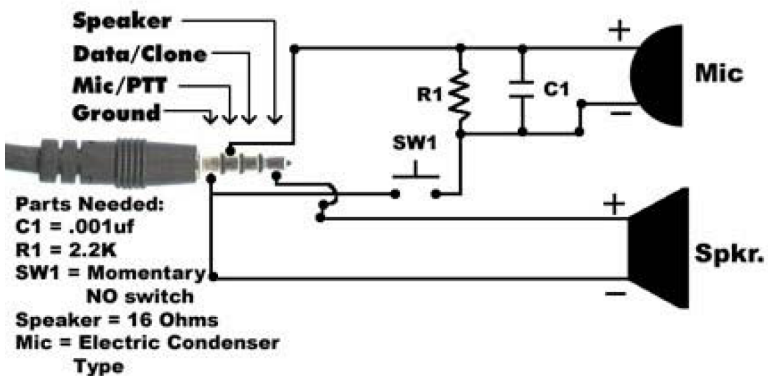 Speaker
Data/Clone
Mic/PTT
Ground
+
Mic
R1
C1
–
SW1
Parts Needed:
C1 = .001uf
R1 = 2.2K
SW1 = Momentary
NO switch
Speaker = 16 Ohms
Mic = Electric Condenser
Type
+
Spkr.
–